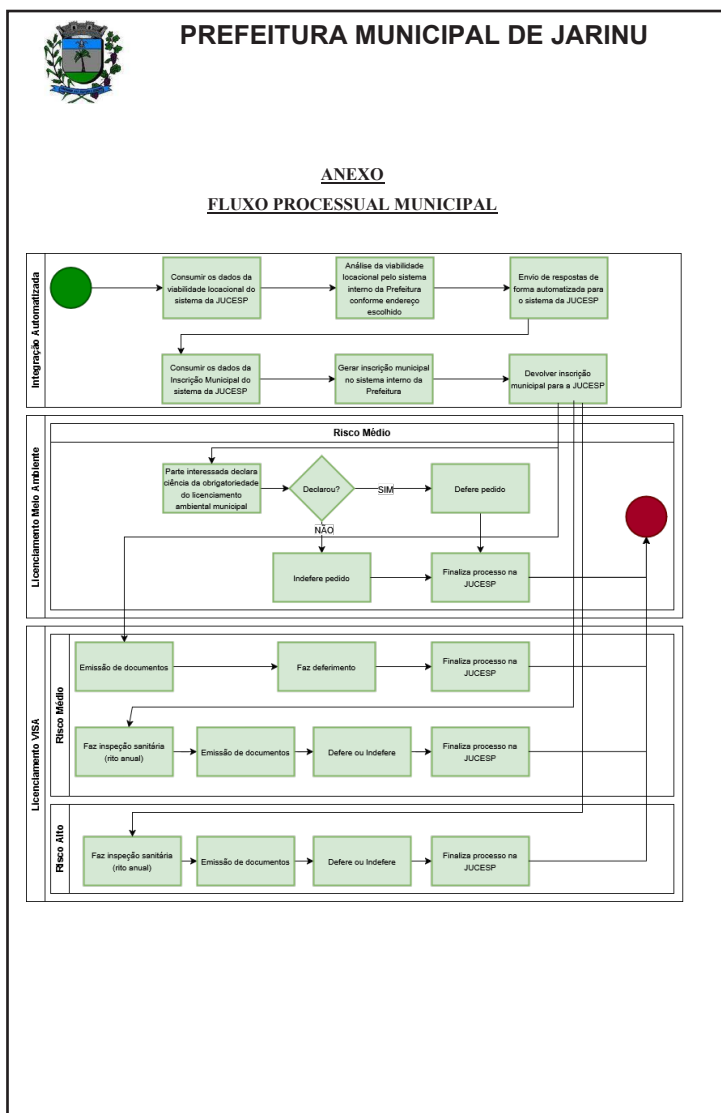 PREFEITURA MUNICIPAL DE JARINU
ANEXO
FLUXO PROCESSUAL MUNICIPAL
Integração Automatizada
Consumir os dados da
viabilidade locacional do
sistema da JUCESP
Análise da viabilidade
locacional pelo sistema
interno da Prefeitura
conforme endereço
escolhido
Envio de respostas de
forma automatizada para
o sistema da JUCESP
Consumir os dados da
Inscrição Municipal do
sistema da JUCESP
Gerar inscrição municipal
no sistema interno da
Prefeitura
Devolver inscrição
municipal para a JUCESP
Licenciamento Meio Ambiente
Risco Médio
Parte interessada declara
ciência da obrigatoriedade
do licenciamento
ambiental municipal
Declarou?
SIM
Defere pedido
NÃO
Indefere pedido
Finaliza processo na
JUCESP
Licenciamento VISA
Risco Médio
Emissão de documentos
Faz deferimento
Finaliza processo na
JUCESP
Faz inspeção sanitária
(rito anual)
Emissão de documentos
Defere ou Indefere
Finaliza processo na
JUCESP
Risco Alto
Faz inspeção sanitária
(rito anual)
Emissão de documentos
Defere ou Indefere
Finaliza processo na
JUCESP